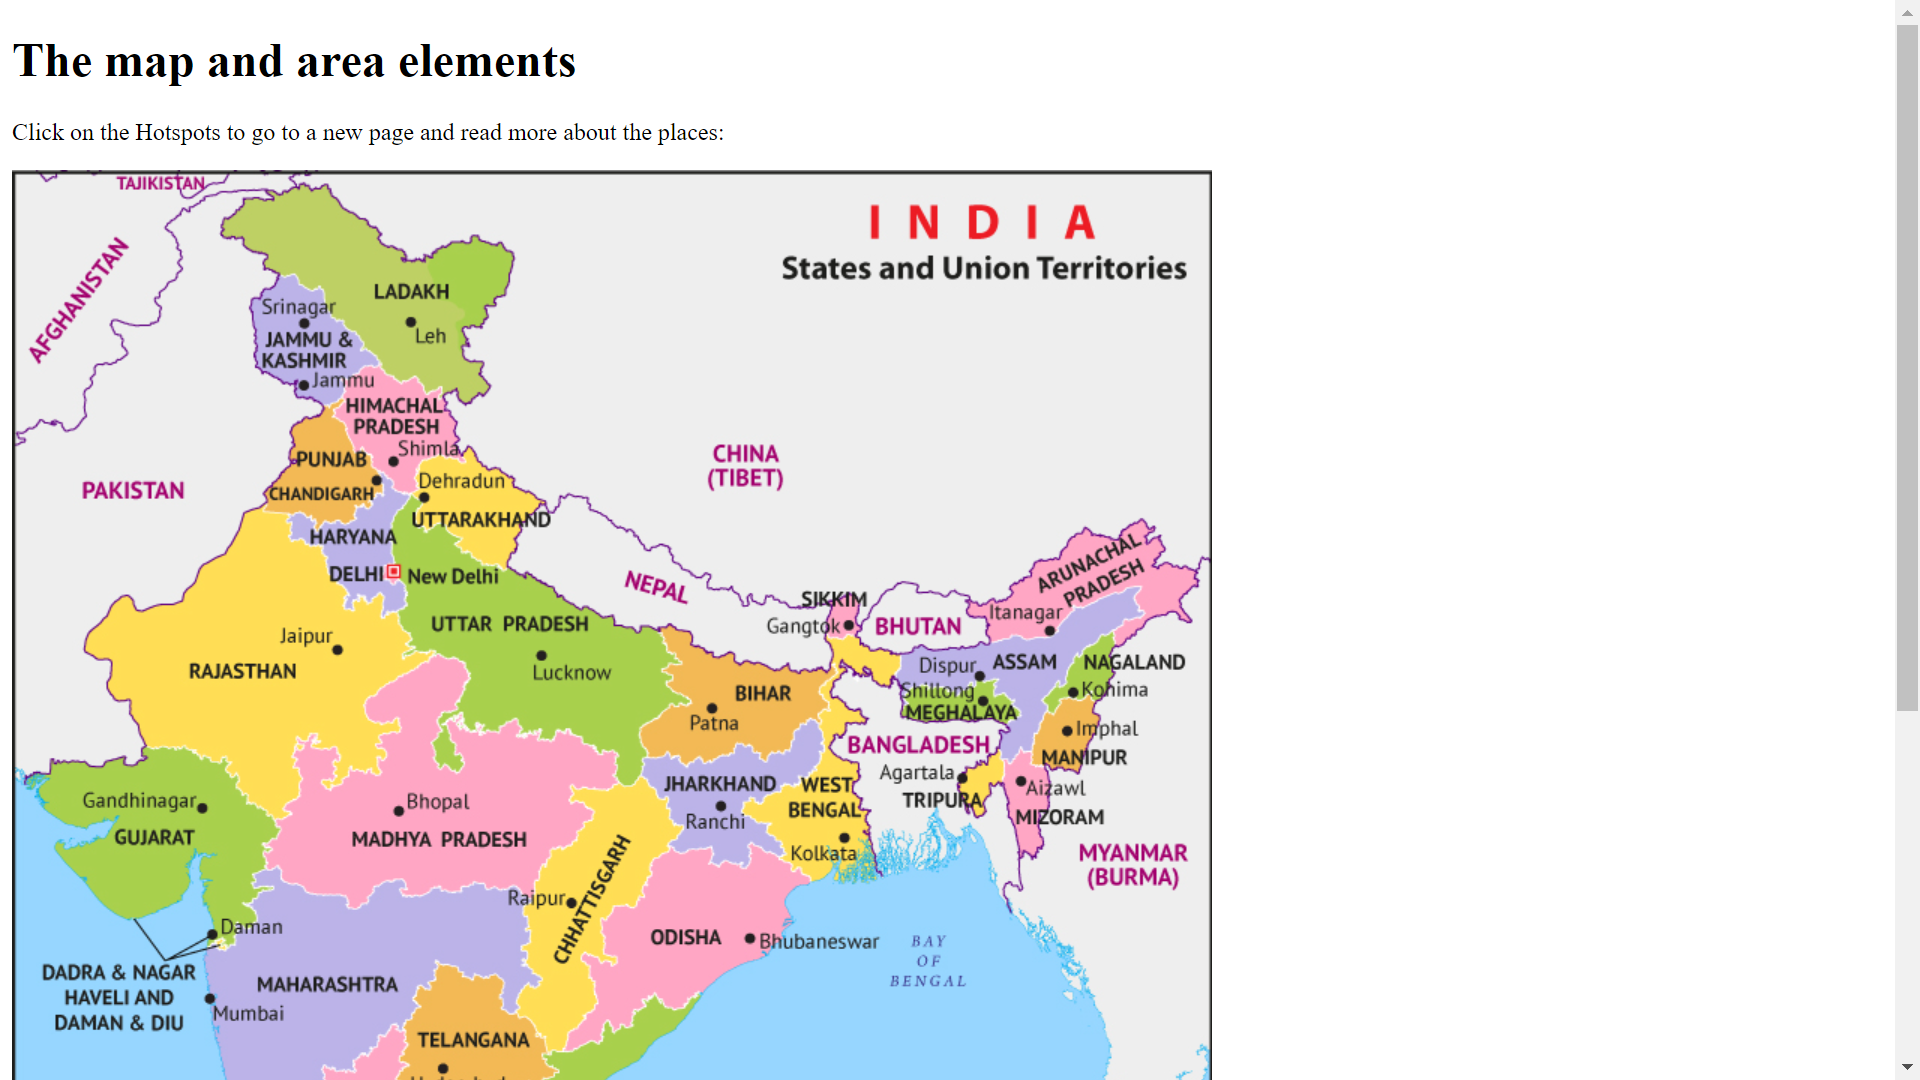 The map and area elements
Click on the Hotspots to go to a new page and read more about the places:
TAJIKISTAN
INDIA
States and Union Territories
AFGHANISTAN
LADAKH
Srinagar
Leh
JAMMU &
KASHMIR
Jammu
HIMACHAL
PRADESH
Shimla
CHINA
(TIBET)
PUNJAB
PAKISTAN
CHANDIGARH
Dehradun
UTTARAKHAND
HARYANA
DELHI
New Delhi
NEPAL
ARUNACHAL
PRADESH
SIKKIM
Gangtok
BHUTAN
Itanagar
UTTAR PRADESH
Jaipur
RAJASTHAN
Lucknow
Dispur
ASSAM
NAGALAND
BIHAR
Shillong
Kohima
MEGHALAYA
Patna
Imphal
BANGLADESH
MANIPUR
Agartala
JHARKHAND
WEST
BENGAL
Aizawl
TRIPURA
Gandhinagar
Bhopal
Ranchi
MIZORAM
GUJARAT
MADHYA PRADESH
Kolkata
MYANMAR
(BURMA)
CHHATTISGARH
Raipur
Daman
ODISHA
Bhubaneswar
BAY
OF
BENGAL
DADRA & NAGAR
HAVELI AND
DAMAN & DIU
MAHARASHTRA
Mumbai
TELANGANA